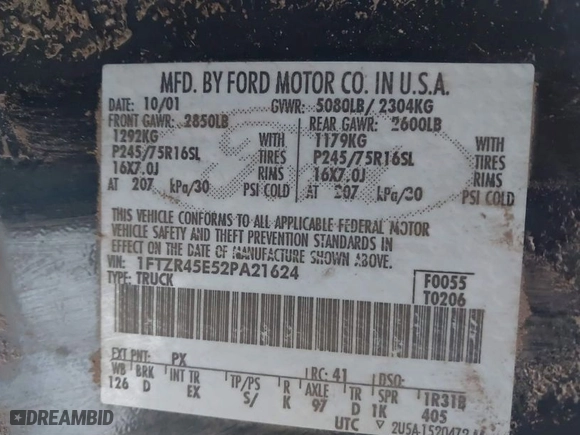 MFD. BY FORD MOTOR CO. IN U.S.A.
DATE: 10/01 GVWR: 5080LB/ 2304KG
FRONT GAWR: 2850LB REAR GAWR: 2600LB
1292KG WITH 1179KG WITH
P245/75R16SL TIRES P245/75R16SL TIRES
16X7.0J RIMS 16X7.0J RIMS
AT 207 kPa/30 PSI COLD AT 207 kPa/30 PSI COLD
THIS VEHICLE CONFORMS TO ALL APPLICABLE FEDERAL MOTOR
VEHICLE SAFETY AND THEFT PREVENTION STANDARDS IN
EFFECT ON THE DATE OF MANUFACTURE SHOWN ABOVE.
VIN: 1FTZR45E52PA21624 F0055
TYPE: TRUCK T0206
EXT PNT: PX RC: 41 DSO:
WB BRK INT TR TP/PS R AXLE TR SPR 1R31B
126 D EX S/ K 97 D 1K 405
UTC
DREAMBID